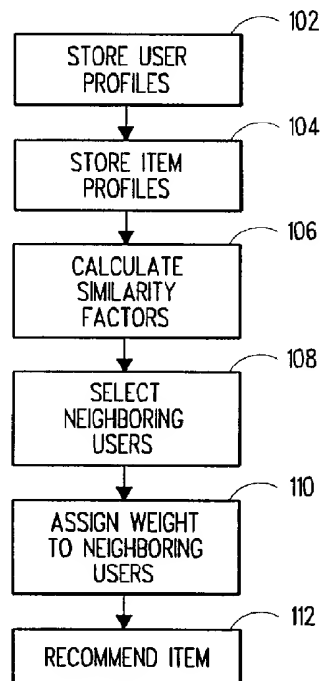 102
STORE USER
PROFILES
104
STORE ITEM
PROFILES
106
CALCULATE
SIMILARITY
FACTORS
108
SELECT
NEIGHBORING
USERS
110
ASSIGN WEIGHT
TO NEIGHBORING
USERS
112
RECOMMEND ITEM